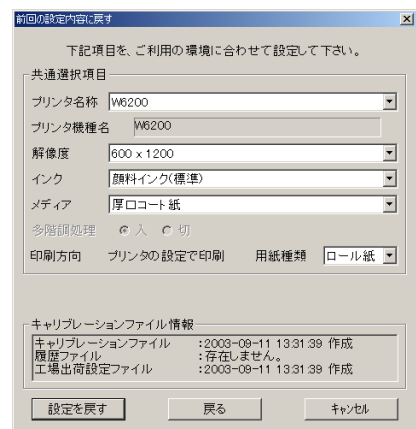 前回の設定内容に戻す
下記項目を、ご利用の環境に合わせて設定して下さい。
共通選択項目
プリンタ名称 W6200
プリンタ機種名 W6200
解像度 600 x 1200
インク 顔料インク(標準)
メディア 厚口コート紙
多階調処理 入 切
印刷方向 プリンタの設定で印刷 用紙種類 ロール紙
キャリブレーションファイル情報
キャリブレーションファイル :2003-09-11 13:31:39 作成
履歴ファイル :存在しません。
工場出荷設定ファイル :2003-09-11 13:31:39 作成
設定を戻す 戻る キャンセル